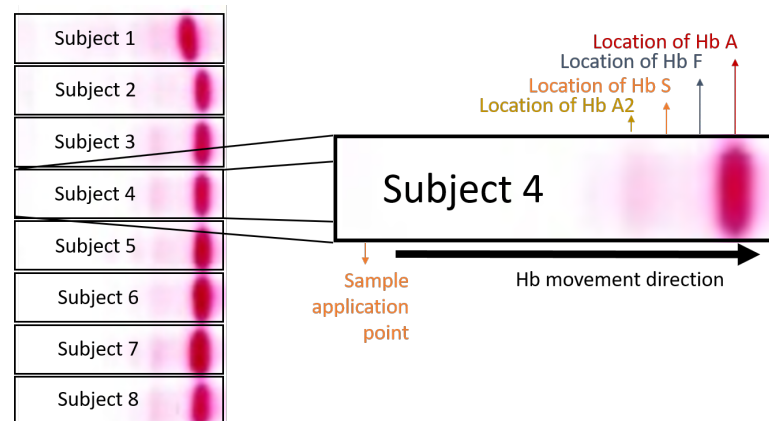 Subject 1
Subject 2
Subject 3
Subject 4
Subject 5
Subject 6
Subject 7
Subject 8
Location of Hb A
Location of Hb F
Location of Hb S
Location of Hb A2
Subject 4
Hb movement direction
Sample
application
point